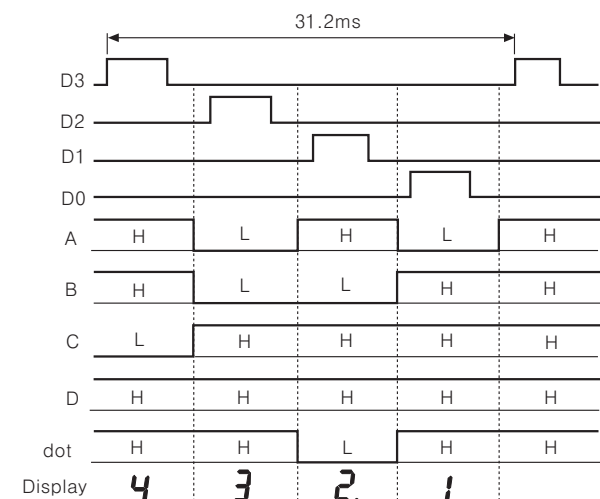 31.2ms
D3
D2
D1
D0
A H L H L H
B H L L H H
C L H H H H
D H H H H H
dot H H L H H
Display 4 3 2. 1